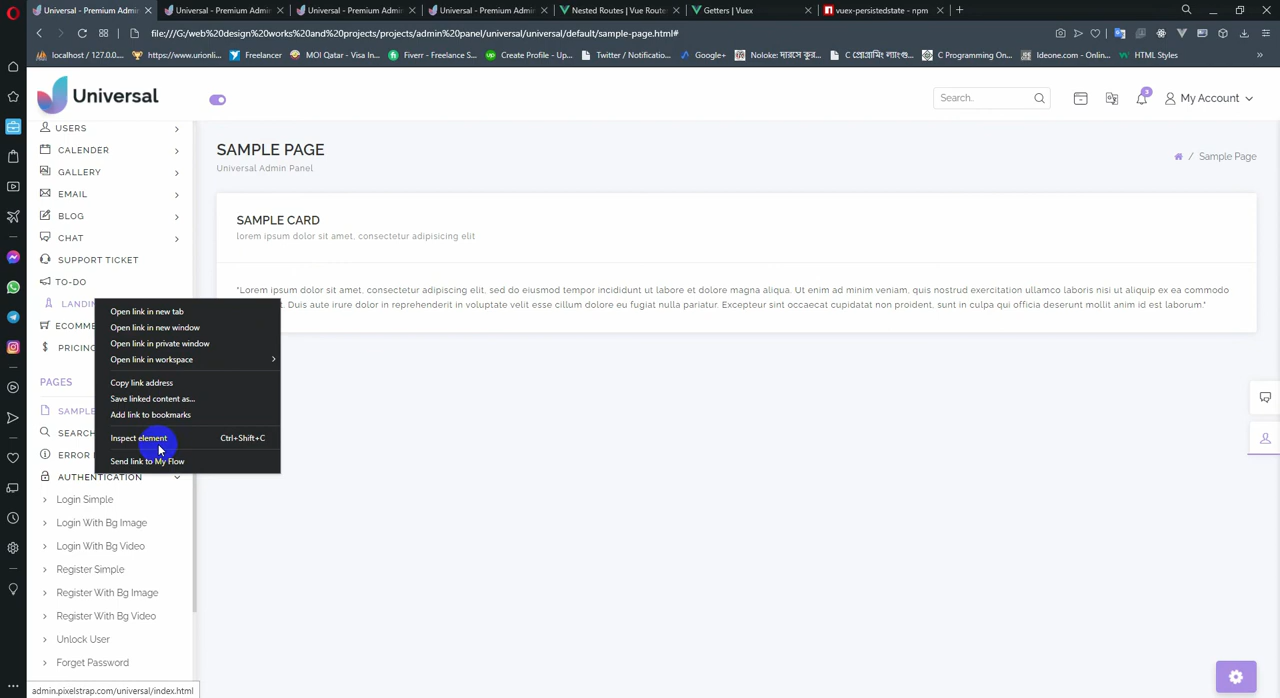 Universal - Premium Admin
Universal - Premium Admin
Universal - Premium Admin
Universal - Premium Admin
Nested Routes | Vue Route
Getters | Vuex
vuex-persistedstate - npm
file:///G:/web%20design%20works%20and%20projects/projects/admin%20panel/universal/universal/default/sample-page.html#
localhost / 127.0.0....
https://www.urionli...
Freelancer
MOI Qatar - Visa In...
Fiverr - Freelance S...
Create Profile - Up...
Twitter / Notificatio...
Google+
Noloke: দারসে কুর...
C প্রোগ্রামিং ল্যাংগু...
C Programming On...
Ideone.com - Onlin...
HTML Styles
Universal
Search..
3
My Account
USERS
CALENDER
GALLERY
EMAIL
BLOG
CHAT
SUPPORT TICKET
TO-DO
LANDIN
ECOMME
PRICING
PAGES
SAMPLE
SEARCH
ERROR
AUTHENTICATION
Login Simple
Login With Bg Image
Login With Bg Video
Register Simple
Register With Bg Image
Register With Bg Video
Unlock User
Forget Password
admin.pixelstrap.com/universal/index.html
Open link in new tab
Open link in new window
Open link in private window
Open link in workspace
Copy link address
Save linked content as...
Add link to bookmarks
Inspect element Ctrl+Shift+C
Send link to My Flow
SAMPLE PAGE
Universal Admin Panel
/ Sample Page
SAMPLE CARD
lorem ipsum dolor sit amet, consectetur adipisicing elit
"Lorem ipsum dolor sit amet, consectetur adipisicing elit, sed do eiusmod tempor incididunt ut labore et dolore magna aliqua. Ut enim ad minim veniam, quis nostrud exercitation ullamco laboris nisi ut aliquip ex ea commodo
Duis aute irure dolor in reprehenderit in voluptate velit esse cillum dolore eu fugiat nulla pariatur. Excepteur sint occaecat cupidatat non proident, sunt in culpa qui officia deserunt mollit anim id est laborum."